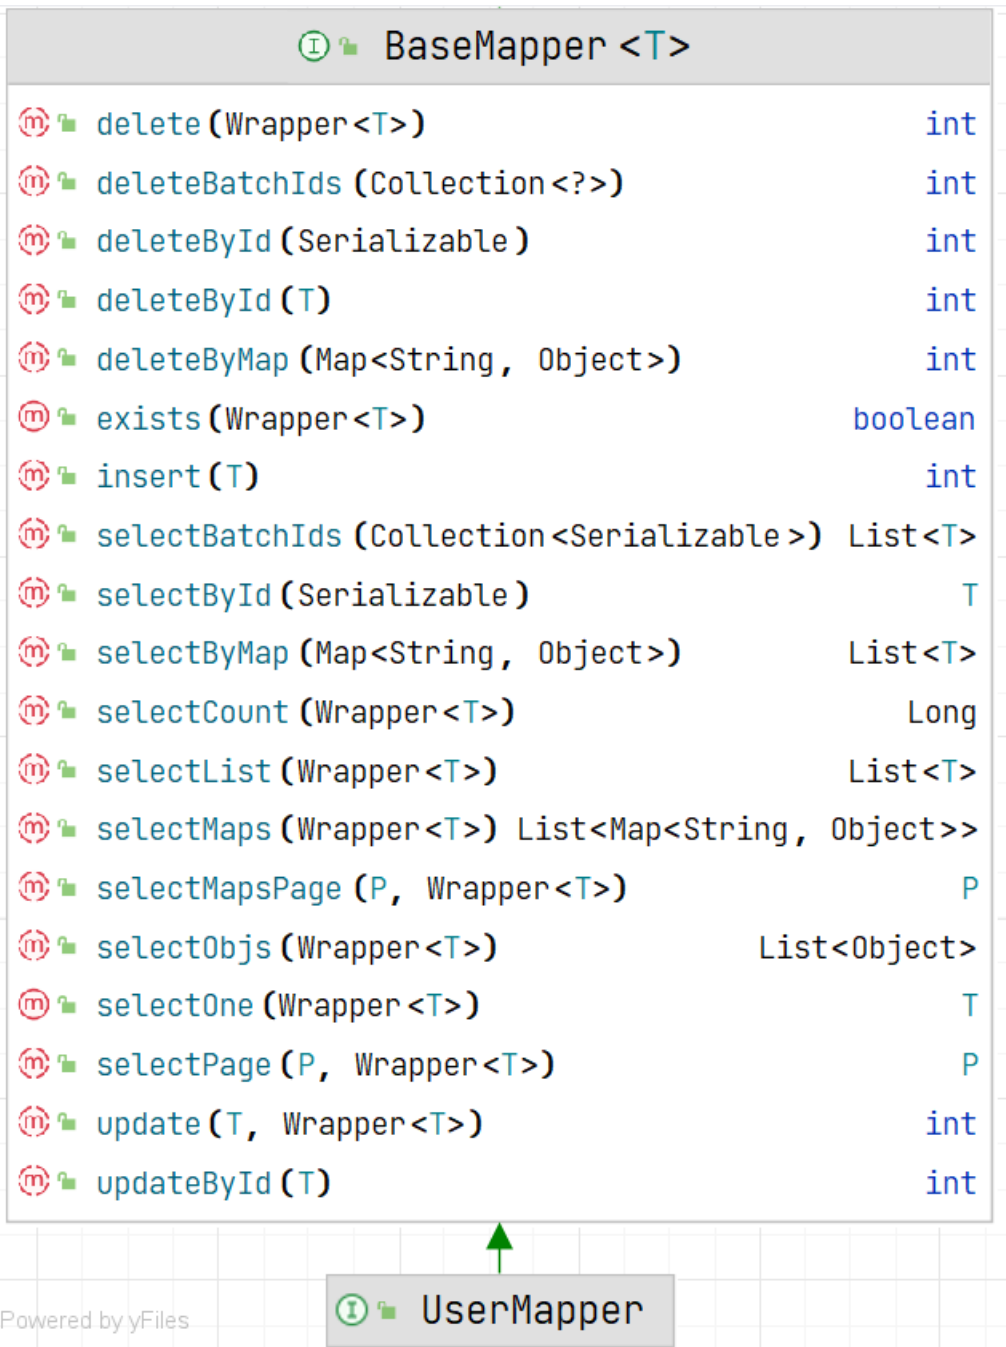 BaseMapper<T>
delete(Wrapper<T>) int
deleteBatchIds(Collection<?>) int
deleteById(Serializable) int
deleteById(T) int
deleteByMap(Map<String, Object>) int
exists(Wrapper<T>) boolean
insert(T) int
selectBatchIds(Collection<Serializable>) List<T>
selectById(Serializable) T
selectByMap(Map<String, Object>) List<T>
selectCount(Wrapper<T>) Long
selectList(Wrapper<T>) List<T>
selectMaps(Wrapper<T>) List<Map<String, Object>>
selectMapsPage(P, Wrapper<T>) P
selectObjs(Wrapper<T>) List<Object>
selectOne(Wrapper<T>) T
selectPage(P, Wrapper<T>) P
update(T, Wrapper<T>) int
updateById(T) int
UserMapper
Powered by yFiles